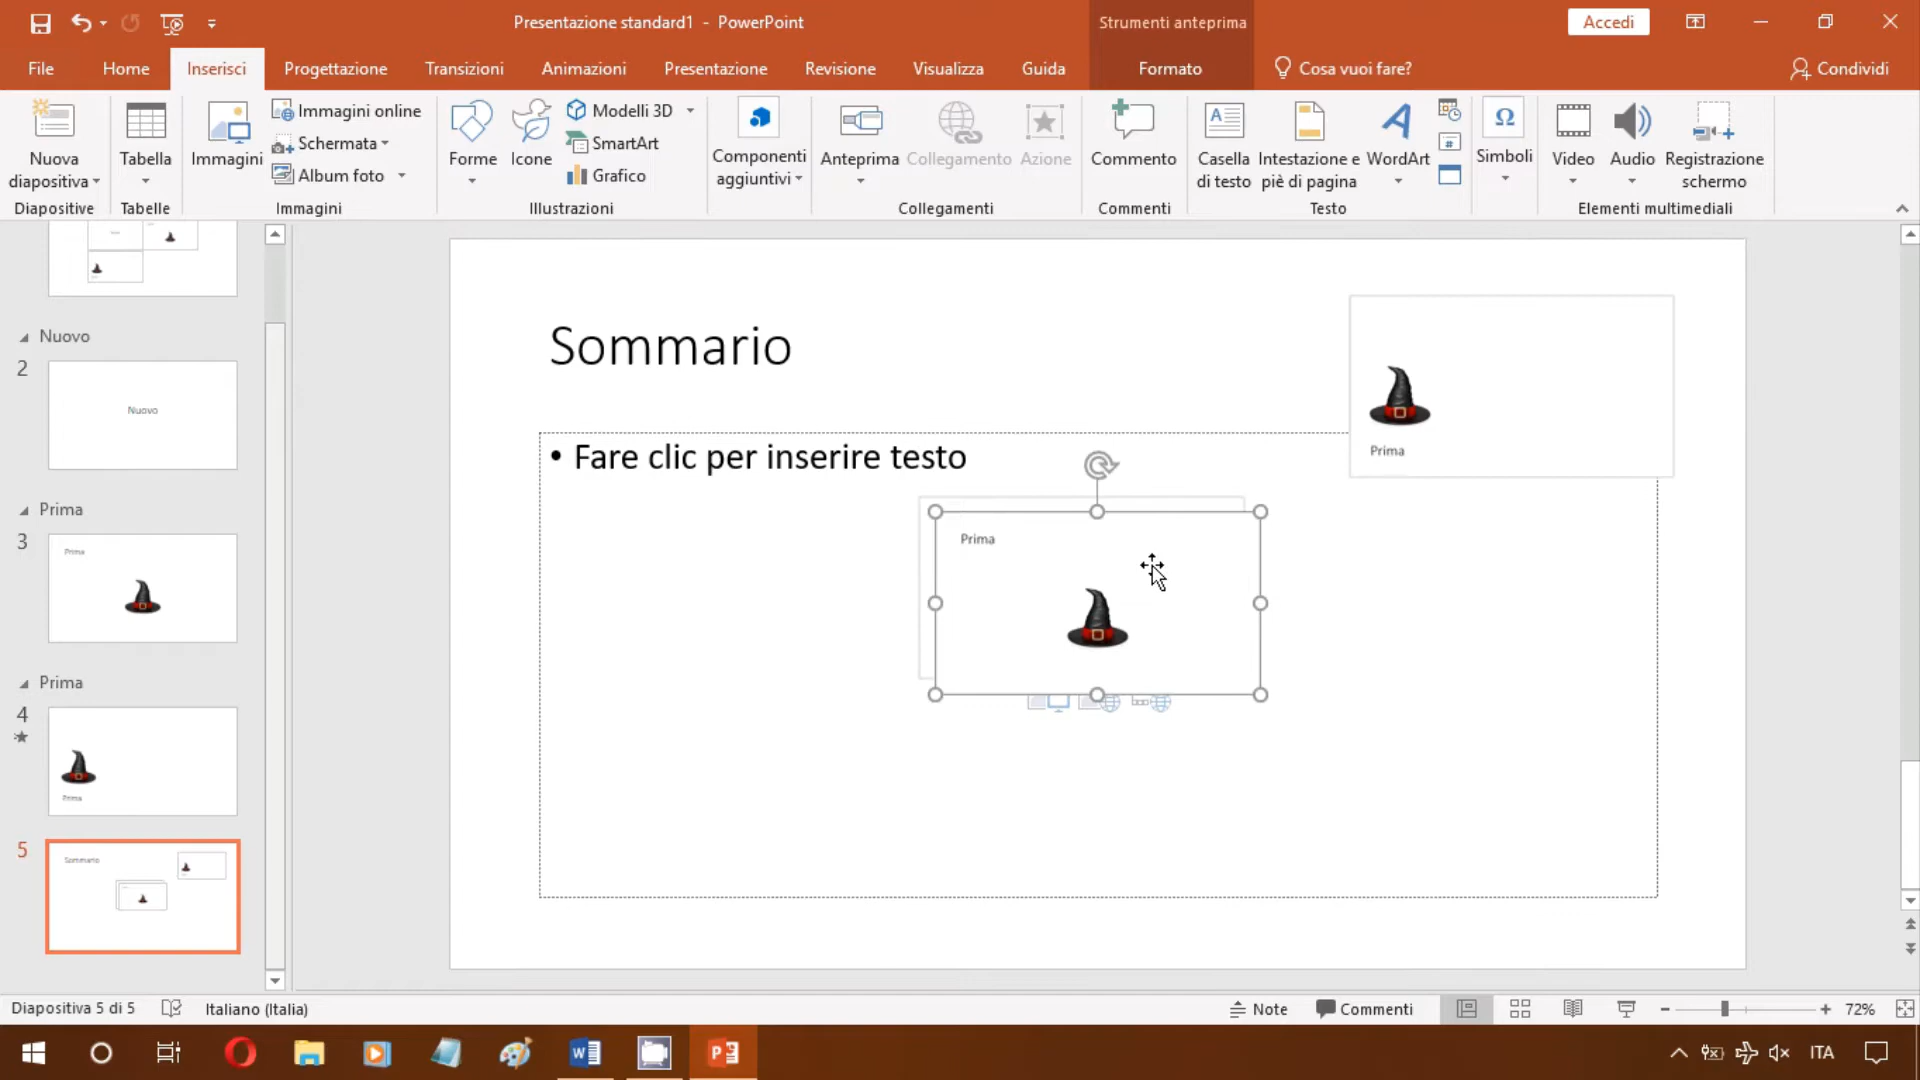 Presentazione standard1 - PowerPoint
Strumenti anteprima
Accedi
File Home Inserisci Progettazione Transizioni Animazioni Presentazione Revisione Visualizza Guida Formato Cosa vuoi fare? Condividi
Nuova diapositiva
Tabella
Immagini
Immagini online
Schermata
Album foto
Forme
Icone
Modelli 3D
SmartArt
Grafico
Componenti aggiuntivi
Anteprima
Collegamento
Azione
Commento
Casella di testo
Intestazione e piè di pagina
WordArt
Simboli
Video
Audio
Registrazione schermo
Diapositive Tabelle Immagini Illustrazioni Collegamenti Commenti Testo Elementi multimediali
Nuovo
2
Nuovo
Prima
3
Prima
Prima
4
Prima
5
Sommario
Sommario
Prima
• Fare clic per inserire testo
Prima
Diapositiva 5 di 5 Italiano (Italia) Note Commenti 72%
ITA